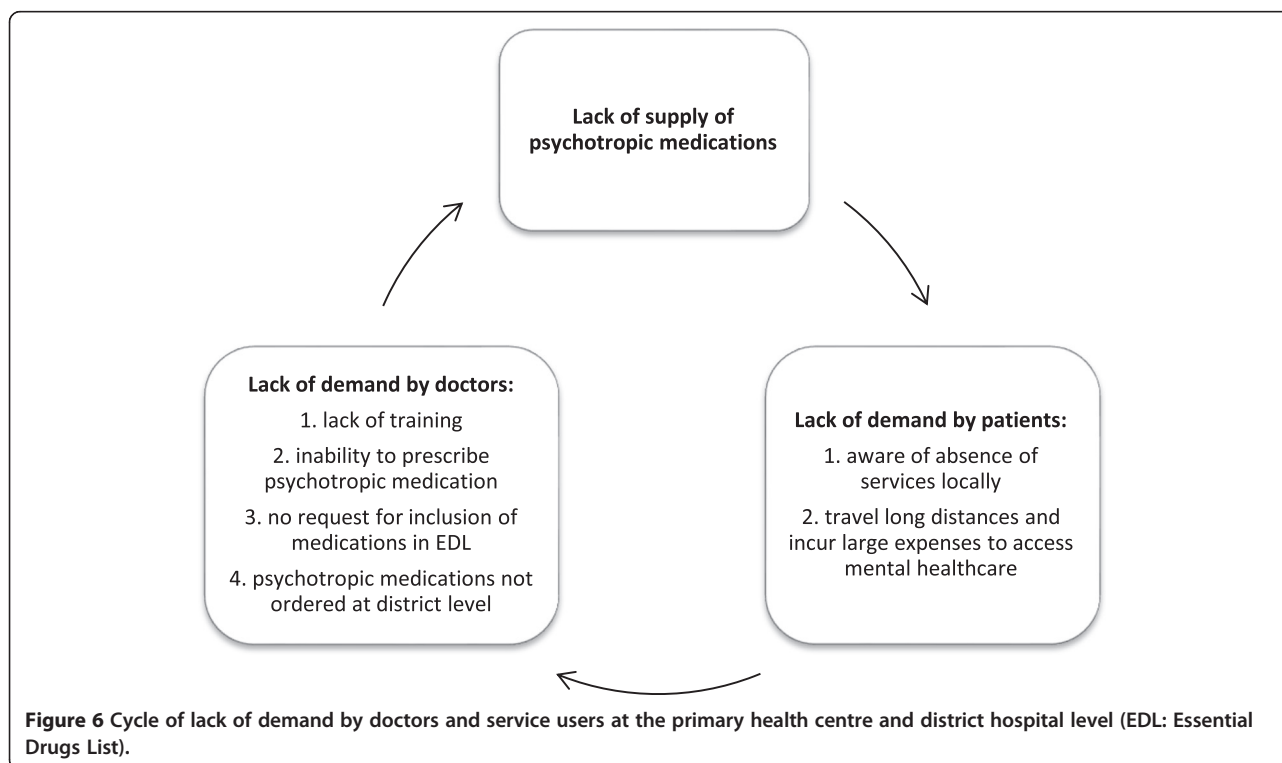 Lack of supply of
psychotropic medications
Lack of demand by doctors:
1. lack of training
2. inability to prescribe
psychotropic medication
3. no request for inclusion of
medications in EDL
4. psychotropic medications not
ordered at district level
Lack of demand by patients:
1. aware of absence of
services locally
2. travel long distances and
incur large expenses to access
mental healthcare
Figure 6 Cycle of lack of demand by doctors and service users at the primary health centre and district hospital level (EDL: Essential
Drugs List).